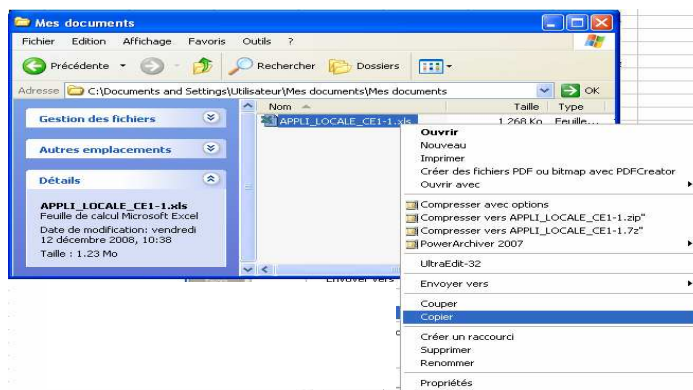 Mes documents
Fichier Edition Affichage Favoris Outils ?
Précédente Rechercher Dossiers
Adresse C:\Documents and Settings\Utilisateur\Mes documents\Mes documents OK
Nom Taille Type
APPLI_LOCALE_CE1-1.xls 1 268 Ko Feuille...
Gestion des fichiers
Autres emplacements
Détails
APPLI_LOCALE_CE1-1.xls
Feuille de calcul Microsoft Excel
Date de modification: vendredi
12 décembre 2008, 10:38
Taille : 1.23 Mo
Ouvrir
Nouveau
Imprimer
Créer des fichiers PDF ou bitmap avec PDFCreator
Ouvrir avec
Compresser avec options
Compresser vers APPLI_LOCALE_CE1-1.zip"
Compresser vers APPLI_LOCALE_CE1-1.7z"
PowerArchiver 2007
UltraEdit-32
Envoyer vers
Couper
Copier
Créer un raccourci
Supprimer
Renommer
Propriétés
Envoyer vers